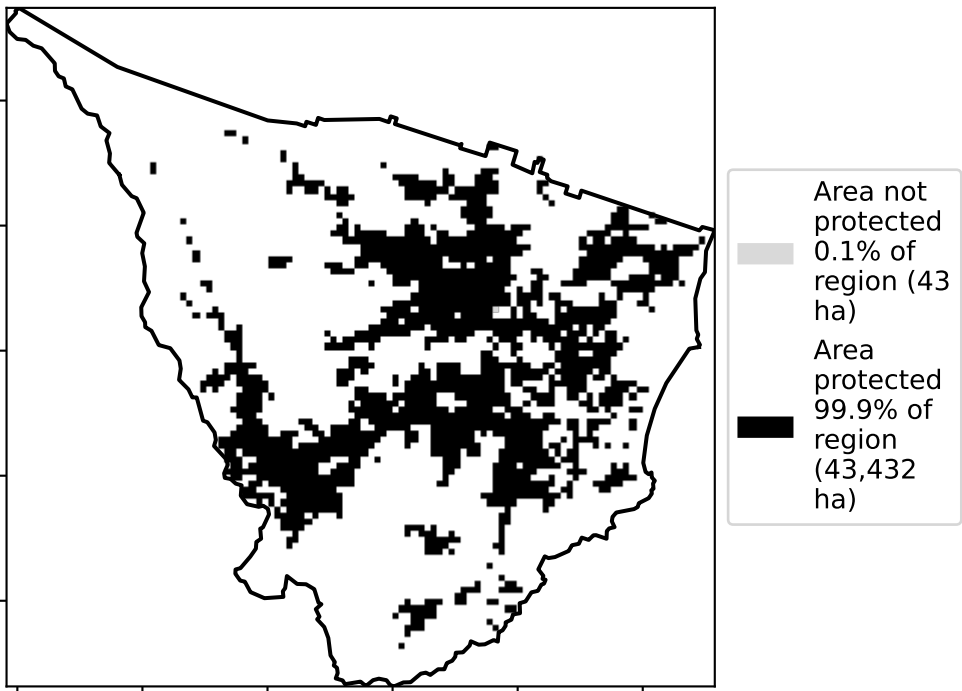 Area not
protected
0.1% of
region (43
ha)
Area
protected
99.9% of
region
(43,432
ha)